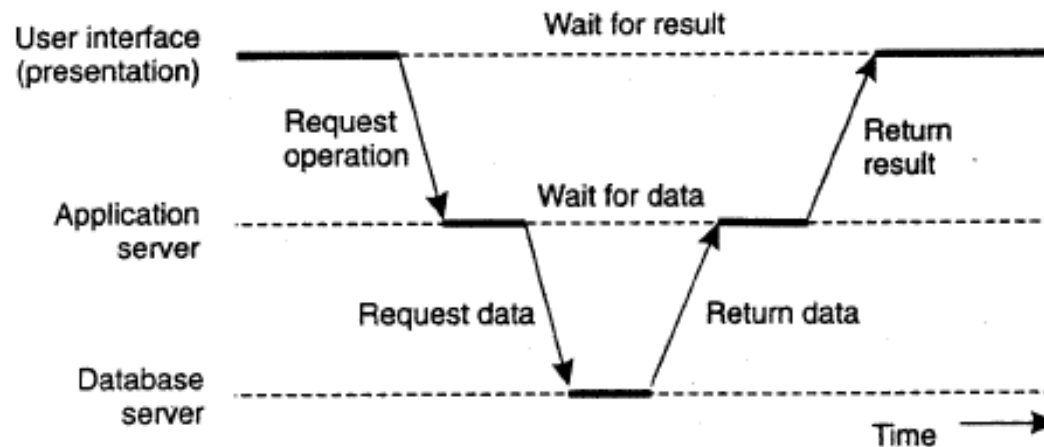 Wait for result
User interface
(presentation)
Request
operation
Return
result
Wait for data
Application
server
Request data
Return data
Database
server
Time